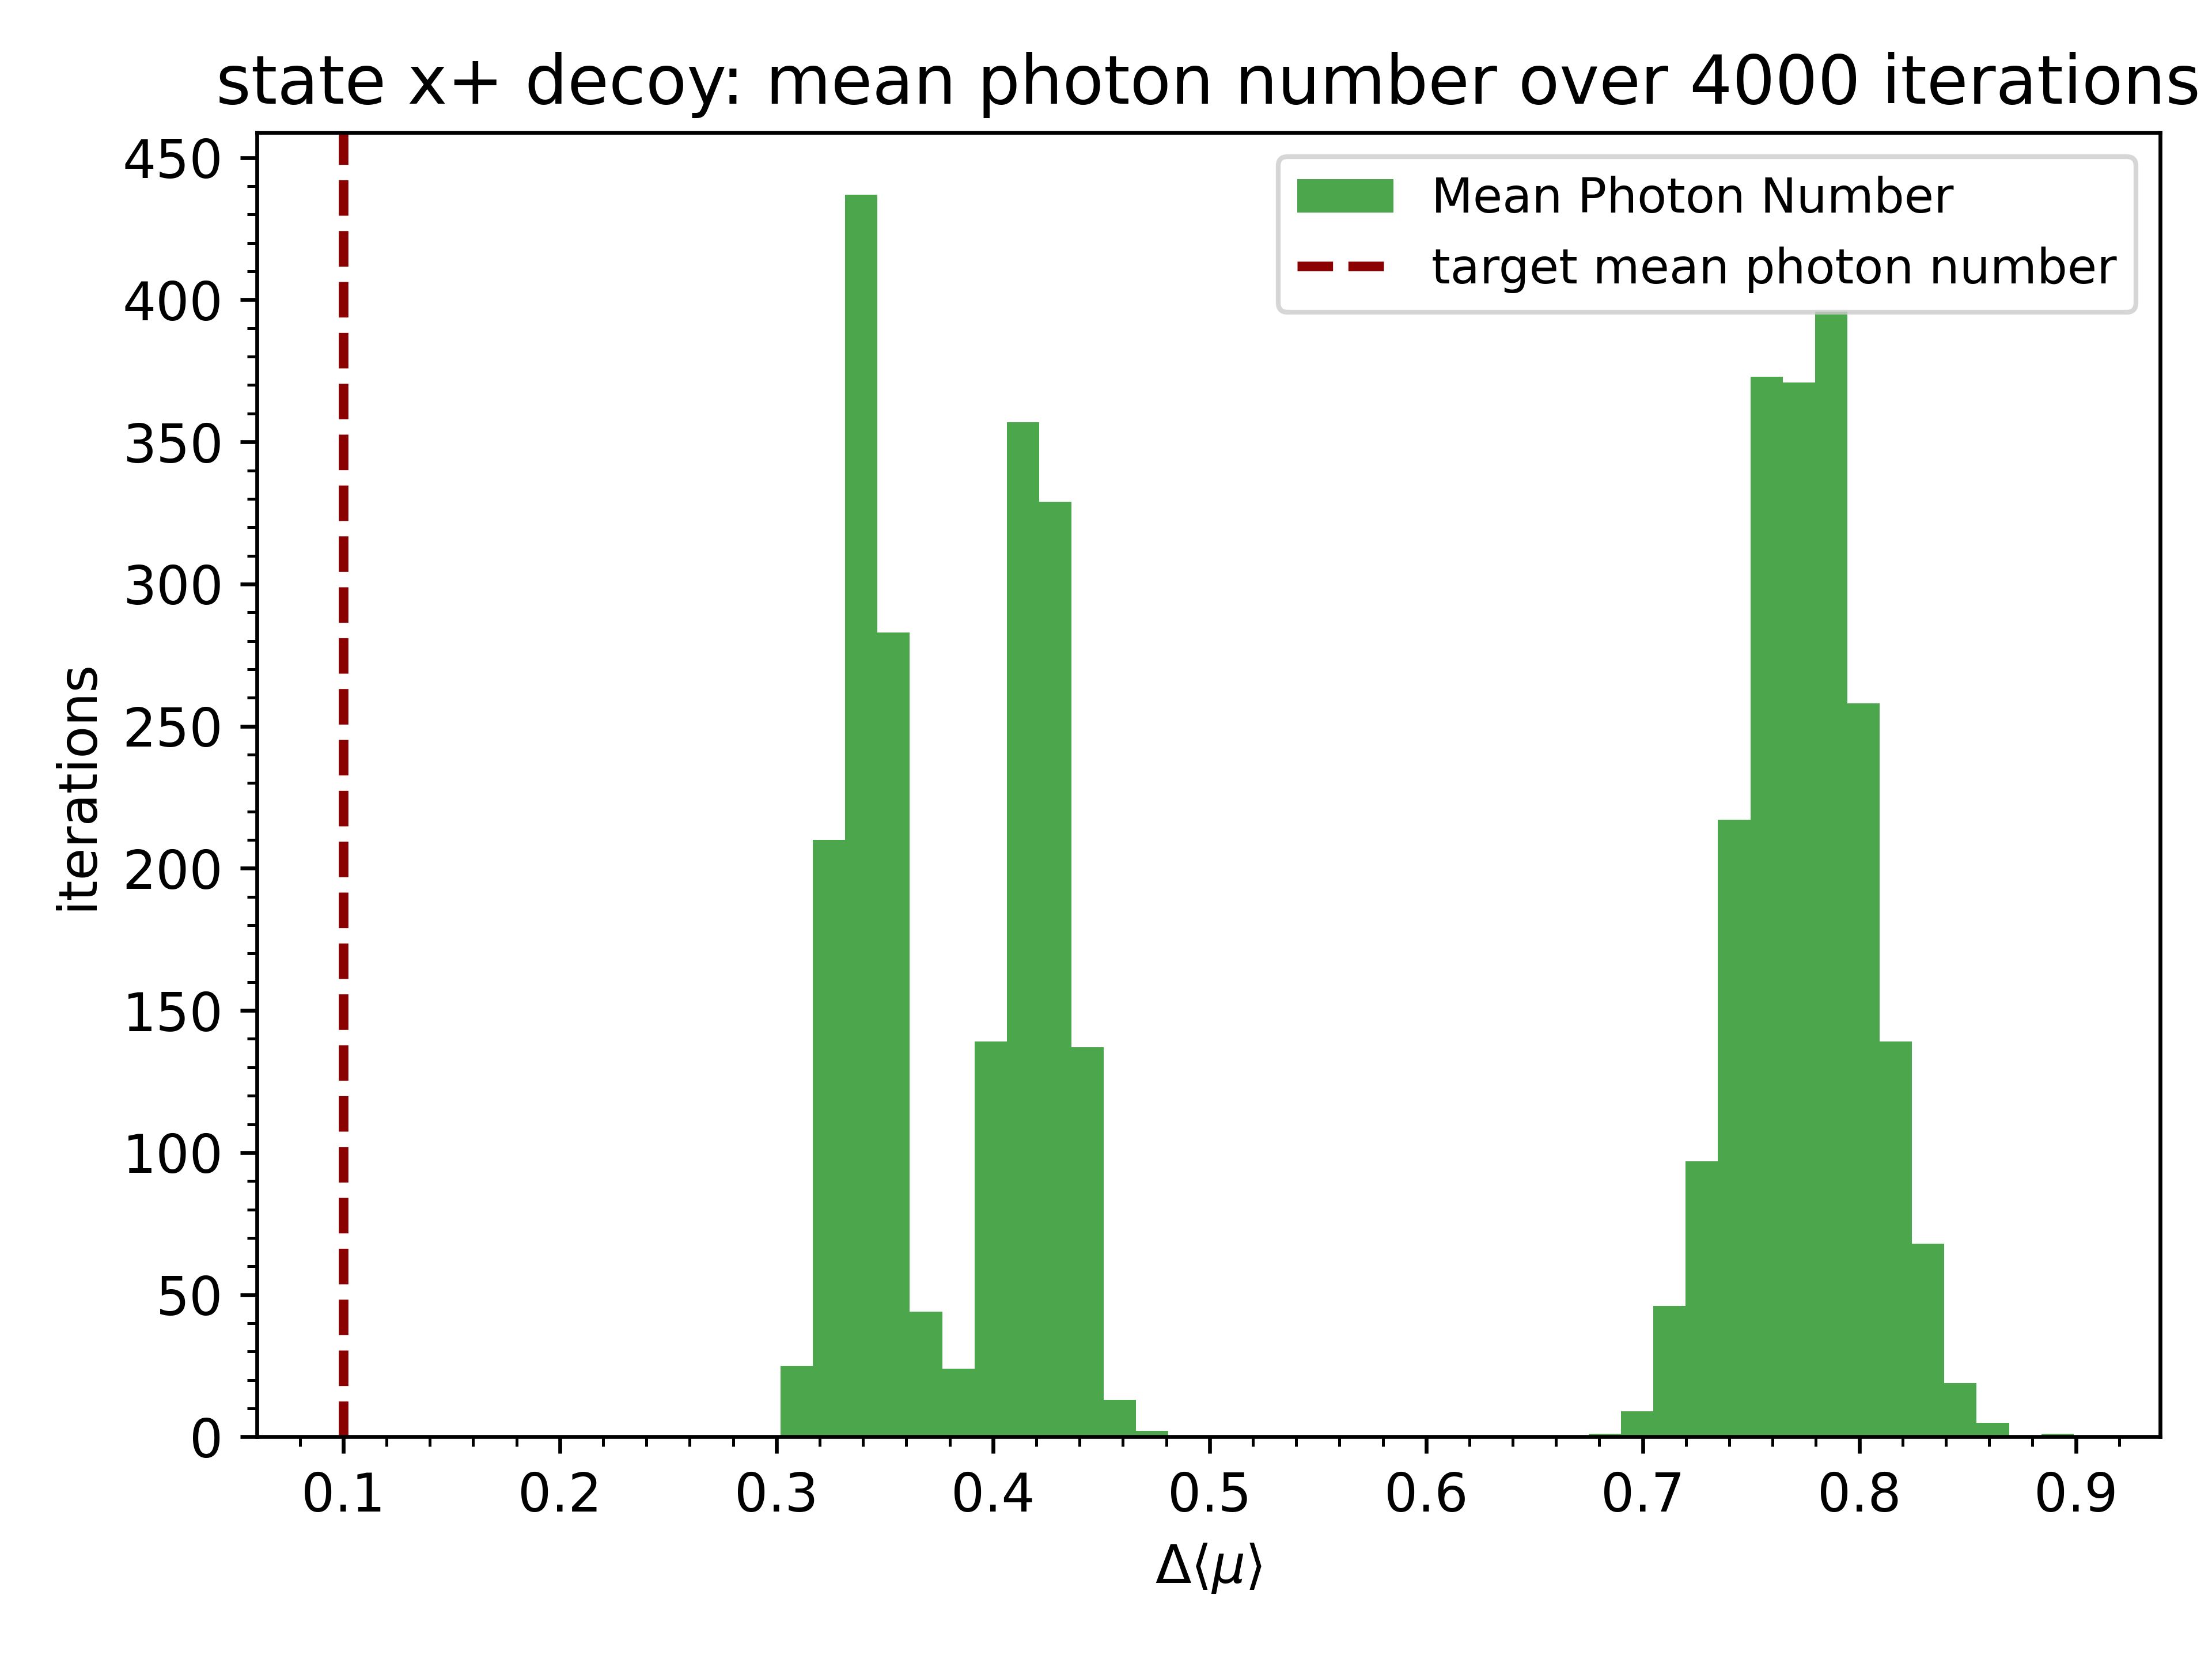 state x+ decoy: mean photon number over 4000 iterations
Mean Photon Number
target mean photon number
450
400
350
300
250
200
150
100
50
0
iterations
0.1 0.2 0.3 0.4 0.5 0.6 0.7 0.8 0.9
Δ⟨μ⟩